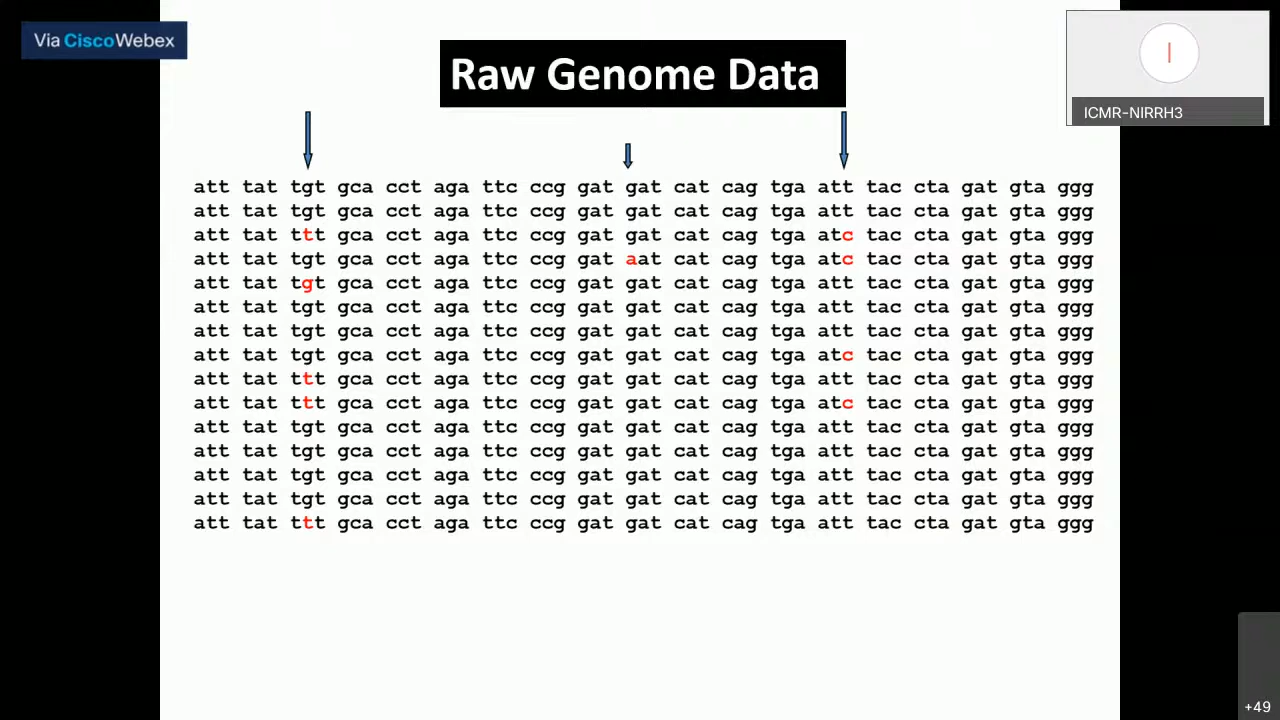 Via CiscoWebex
Raw Genome Data
I
ICMR-NIRRH3
att tat tgt gca cct aga ttc ccg gat gat cat cag tga att tac cta gat gta ggg
att tat tgt gca cct aga ttc ccg gat gat cat cag tga att tac cta gat gta ggg
att tat ttt gca cct aga ttc ccg gat gat cat cag tga atc tac cta gat gta ggg
att tat tgt gca cct aga ttc ccg gat aat cat cag tga atc tac cta gat gta ggg
att tat tgt gca cct aga ttc ccg gat gat cat cag tga att tac cta gat gta ggg
att tat tgt gca cct aga ttc ccg gat gat cat cag tga att tac cta gat gta ggg
att tat tgt gca cct aga ttc ccg gat gat cat cag tga att tac cta gat gta ggg
att tat tgt gca cct aga ttc ccg gat gat cat cag tga atc tac cta gat gta ggg
att tat ttt gca cct aga ttc ccg gat gat cat cag tga att tac cta gat gta ggg
att tat ttt gca cct aga ttc ccg gat gat cat cag tga atc tac cta gat gta ggg
att tat tgt gca cct aga ttc ccg gat gat cat cag tga att tac cta gat gta ggg
att tat tgt gca cct aga ttc ccg gat gat cat cag tga att tac cta gat gta ggg
att tat tgt gca cct aga ttc ccg gat gat cat cag tga att tac cta gat gta ggg
att tat tgt gca cct aga ttc ccg gat gat cat cag tga att tac cta gat gta ggg
att tat ttt gca cct aga ttc ccg gat gat cat cag tga att tac cta gat gta ggg
+49